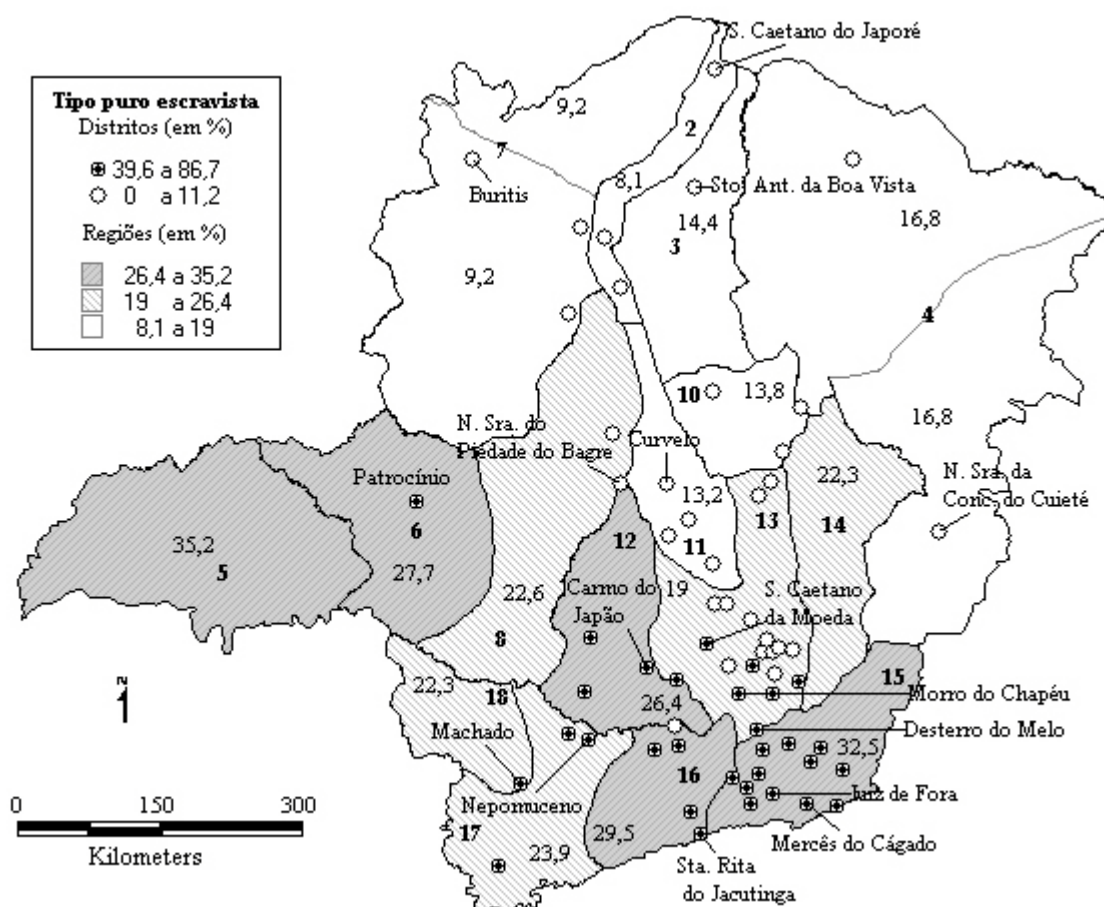 S. Caetano do Japoré
Tipo puro escravista
Distritos (em %)
39,6 a 86,7
0 a 11,2
Regiões (em %)
26,4 a 35,2
19 a 26,4
8,1 a 19
9,2
2
7
Buritis
8,1
Sto. Ant. da Boa Vista
14,4
3
16,8
9,2
4
10
13,8
16,8
N. Sra. do
Piedade do Bagre
Curvelo
Patrocínio
6
13,2
13
22,3
14
N. Sra. da
Conc. do Cuieté
35,2
5
27,7
12
11
22,6
Carmo do
Japão
19
S. Caetano
da Moeda
8
N
22,3
18
26,4
15
Morro do Chapéu
Machado
Desterro do Melo
32,5
16
0 150 300
Kilometers
Nepomuceno
Juiz de Fora
17
23,9
29,5
Mercês do Cágado
Sta. Rita
do Jacutinga